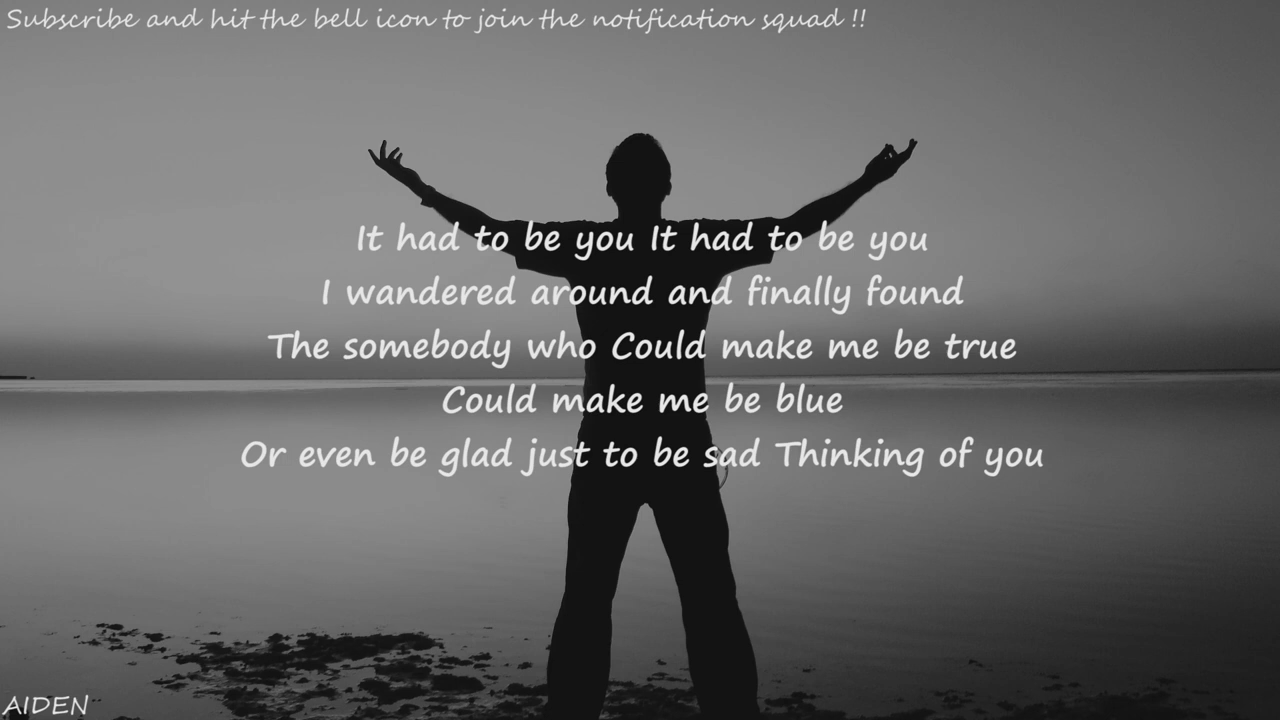 Subscribe and hit the bell icon to join the notification squad !!
It had to be you It had to be you
I wandered around and finally found
The somebody who Could make me be true
Could make me be blue
Or even be glad just to be sad Thinking of you
AIDEN